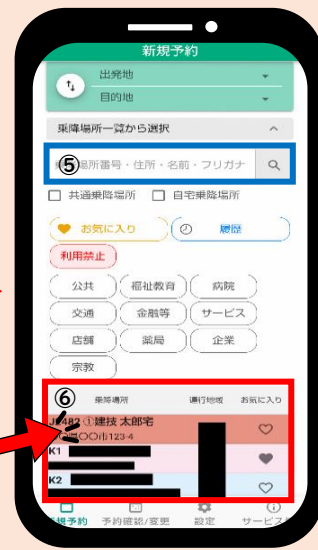 新規予約
出発地
目的地
乗降場所一覧から選択
⑤場所番号・住所・名前・フリガナ
共通乗降場所 自宅乗降場所
お気に入り 履歴
利用禁止
公共 福祉教育 病院
交通 金融等 サービス
店舗 薬局 企業
宗教
⑥ 乗降場所 運行地域 お気に入り
①建技 太郎宅
〇〇市123-4
K1
K2
規予約 予約確認/変更 設定 サービス